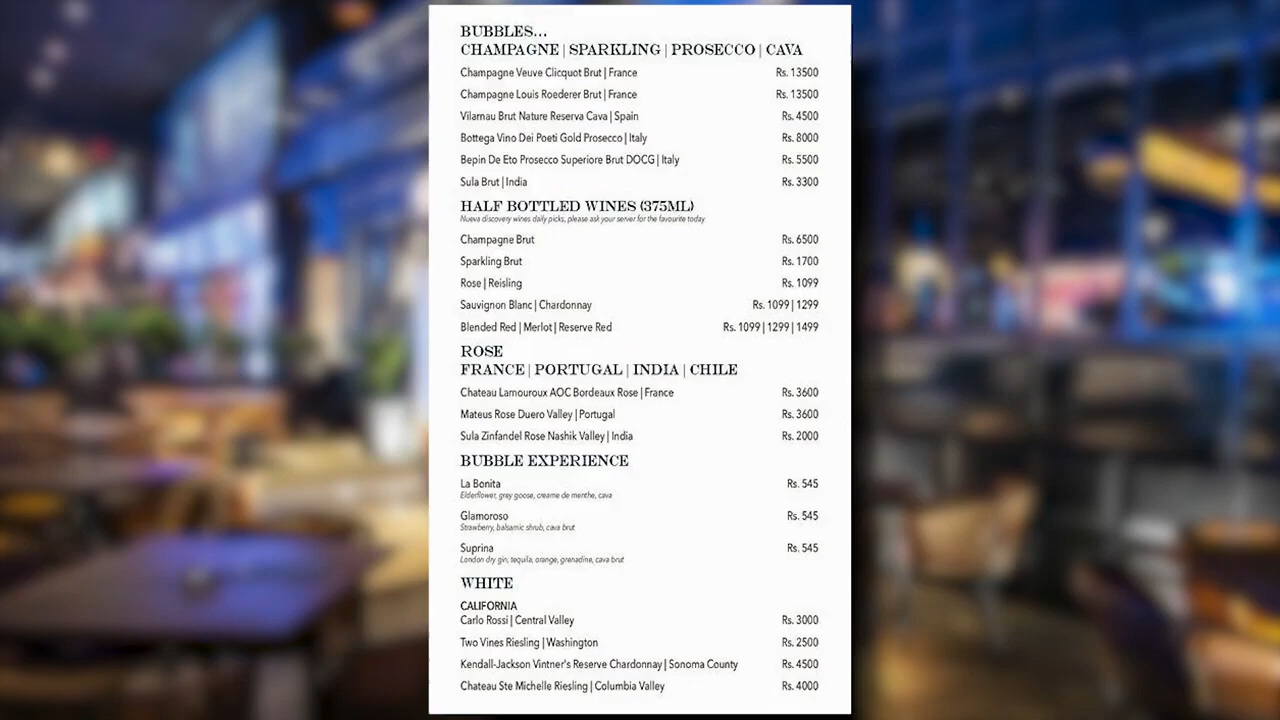 BUBBLES...
CHAMPAGNE | SPARKLING | PROSECCO | CAVA
Champagne Veuve Clicquot Brut | France Rs. 13500
Champagne Louis Roederer Brut | France Rs. 13500
Vilarnau Brut Nature Reserva Cava | Spain Rs. 4500
Bottega Vino Dei Poeti Gold Prosecco | Italy Rs. 8000
Bepin De Eto Prosecco Superiore Brut DOCG | Italy Rs. 5500
Sula Brut | India Rs. 3300
HALF BOTTLED WINES (375ML)
Nueva discovery wines daily picks, please ask your server for the favourite today
Champagne Brut Rs. 6500
Sparkling Brut Rs. 1700
Rose | Reisling Rs. 1099
Sauvignon Blanc | Chardonnay Rs. 1099 | 1299
Blended Red | Merlot | Reserve Red Rs. 1099 | 1299 | 1499
ROSE
FRANCE | PORTUGAL | INDIA | CHILE
Chateau Lamouroux AOC Bordeaux Rose | France Rs. 3600
Mateus Rose Duero Valley | Portugal Rs. 3600
Sula Zinfandel Rose Nashik Valley | India Rs. 2000
BUBBLE EXPERIENCE
La Bonita Rs. 545
Elderflower, grey goose, creame de menthe, cava
Glamoroso Rs. 545
Strawberry, balsamic shrub, cava brut
Suprina Rs. 545
London dry gin, tequila, orange, grenadine, cava brut
WHITE
CALIFORNIA
Carlo Rossi | Central Valley Rs. 3000
Two Vines Riesling | Washington Rs. 2500
Kendall-Jackson Vintner's Reserve Chardonnay | Sonoma County Rs. 4500
Chateau Ste Michelle Riesling | Columbia Valley Rs. 4000